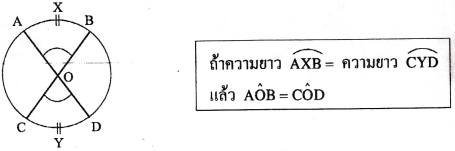 X
A B
O
C D
Y
ถ้าความยาว AXB = ความยาว CYD
แล้ว AÔB = CÔD